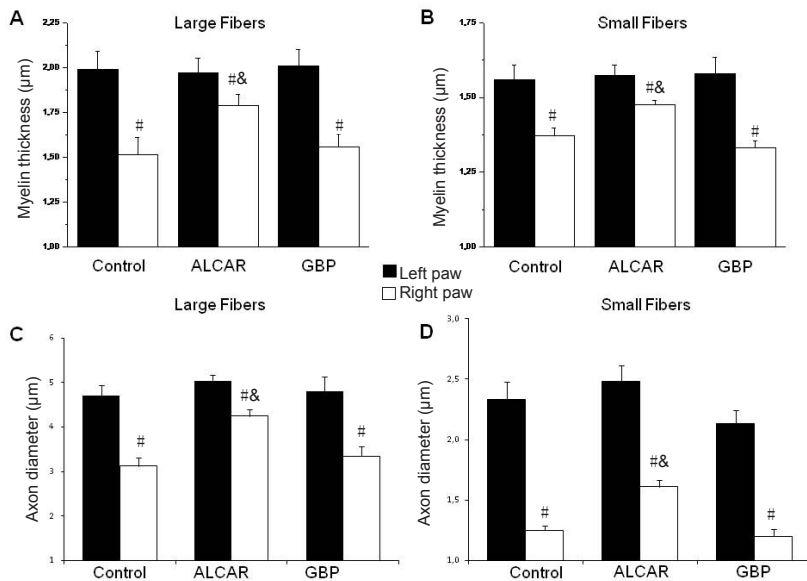 A
Large Fibers
Myelin thickness (µm)
2,25
2,00
1,75
1,50
1,25
1,00
#
#&
#
Control ALCAR GBP
B
Small Fibers
Myelin thickness (µm)
1,75
1,50
1,25
1,00
#
#&
#
Control ALCAR GBP
Left paw
Right paw
C
Large Fibers
Axon diameter (µm)
6
5
4
3
2
1
#
#&
#
Control ALCAR GBP
D
Small Fibers
Axon diameter (µm)
3,0
2,5
2,0
1,5
1,0
#
#&
#
Control ALCAR GBP